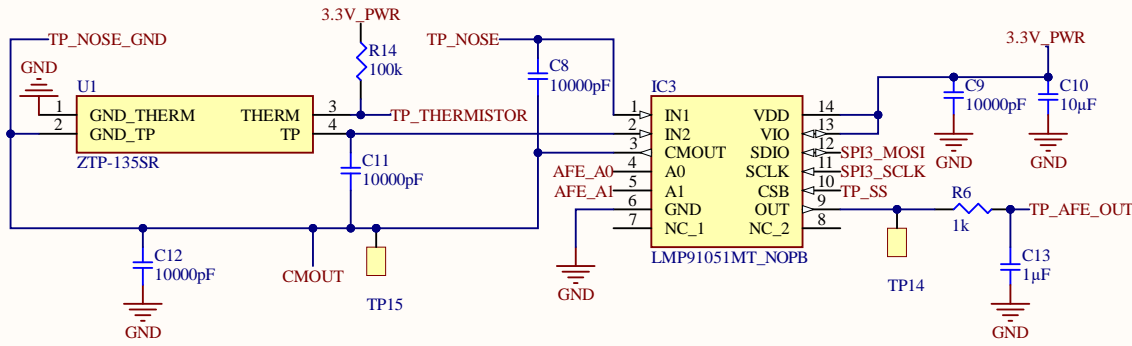 3.3V_PWR
3.3V_PWR
TP_NOSE_GND
TP_NOSE
R14
100k
C8
10000pF
GND
U1
1 GND_THERM THERM 3
2 GND_TP TP 4
ZTP-135SR
TP_THERMISTOR
C11
10000pF
IC3
1 IN1 VDD 14
2 IN2 VIO 13
3 CMOUT SDIO 12
4 A0 SCLK 11
5 A1 CSB 10
6 GND OUT 9
7 NC_1 NC_2 8
LMP91051MT_NOPB
AFE_A0
AFE_A1
SPI3_MOSI
SPI3_SCLK
TP_SS
C9
10000pF
C10
10µF
GND
GND
R6
1k
TP_AFE_OUT
C12
10000pF
GND
CMOUT
TP15
GND
TP14
C13
1µF
GND